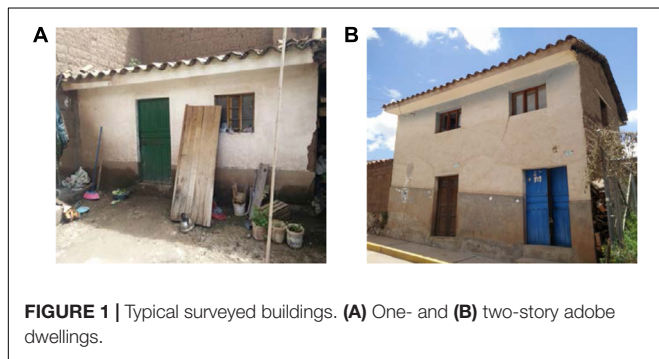 A
B
FIGURE 1 | Typical surveyed buildings. (A) One- and (B) two-story adobe
dwellings.